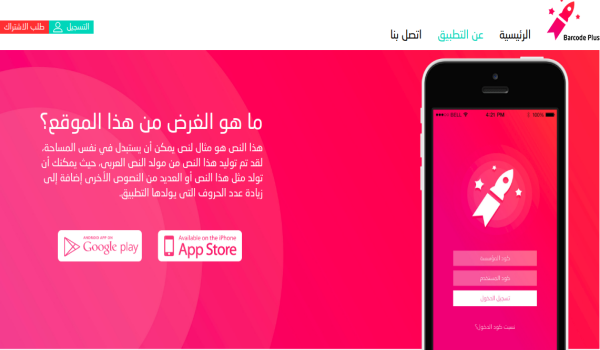 Barcode Plus
الرئيسية
عن التطبيق
اتصل بنا
التسجيل
طلب الاشتراك
ما هو الغرض من هذا الموقع؟
هذا النص هو مثال لنص يمكن أن يستبدل في نفس المساحة،
لقد تم توليد هذا النص من مولد النص العربى، حيث يمكنك أن
تولد مثل هذا النص أو العديد من النصوص الأخرى إضافة إلى
زيادة عدد الحروف التى يولدها التطبيق.
ANDROID APP ON
Google play
Available on the iPhone
App Store
4:21 PM
100%
كود المؤسسة
كود المستخدم
تسجيل الدخول
نسيت كود الدخول؟